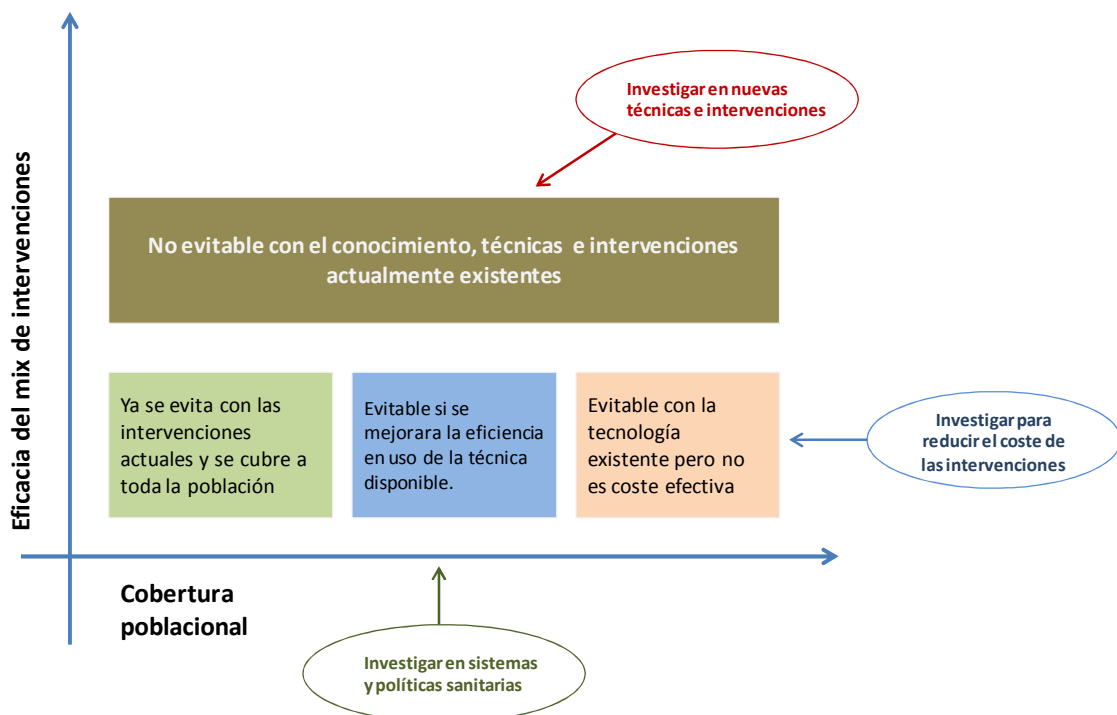 Investigar en nuevas
técnicas e intervenciones
Eficacia del mix de intervenciones
No evitable con el conocimiento, técnicas e intervenciones
actualmente existentes
Ya se evita con las
intervenciones
actuales y se cubre a
toda la población
Evitable si se
mejorara la eficiencia
en uso de la técnica
disponible.
Evitable con la
tecnología
existente pero no
es coste efectiva
Investigar para
reducir el coste de
las intervenciones
Cobertura
poblacional
Investigar en sistemas
y políticas sanitarias